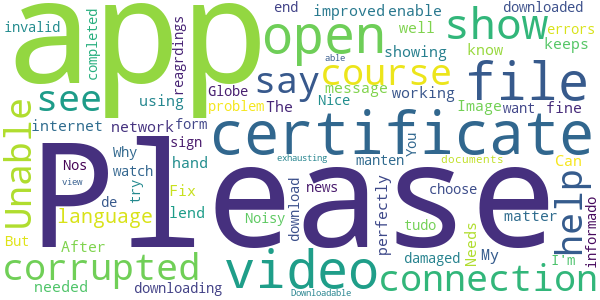 app
Please
certificate
file
open
show
video
connection
corrupted
course
help
see
say
Unable
language
invalid
completed
end
improved
enable
downloaded
errors
well
keeps
reagrdings
Globe
able
showing
know
using
problem
The
message
working
Nice
Image
want
fine
internet
network
form
You
Can
Why
sign
Nos
watch
hand
exhausting
manten
documents
try
Fix
download
news
perfectly
choose
view
de
lend
matter
Needs
informado
But
After
Noisy
tudo
My
I'm
needed
downloading
damaged
Downloadable